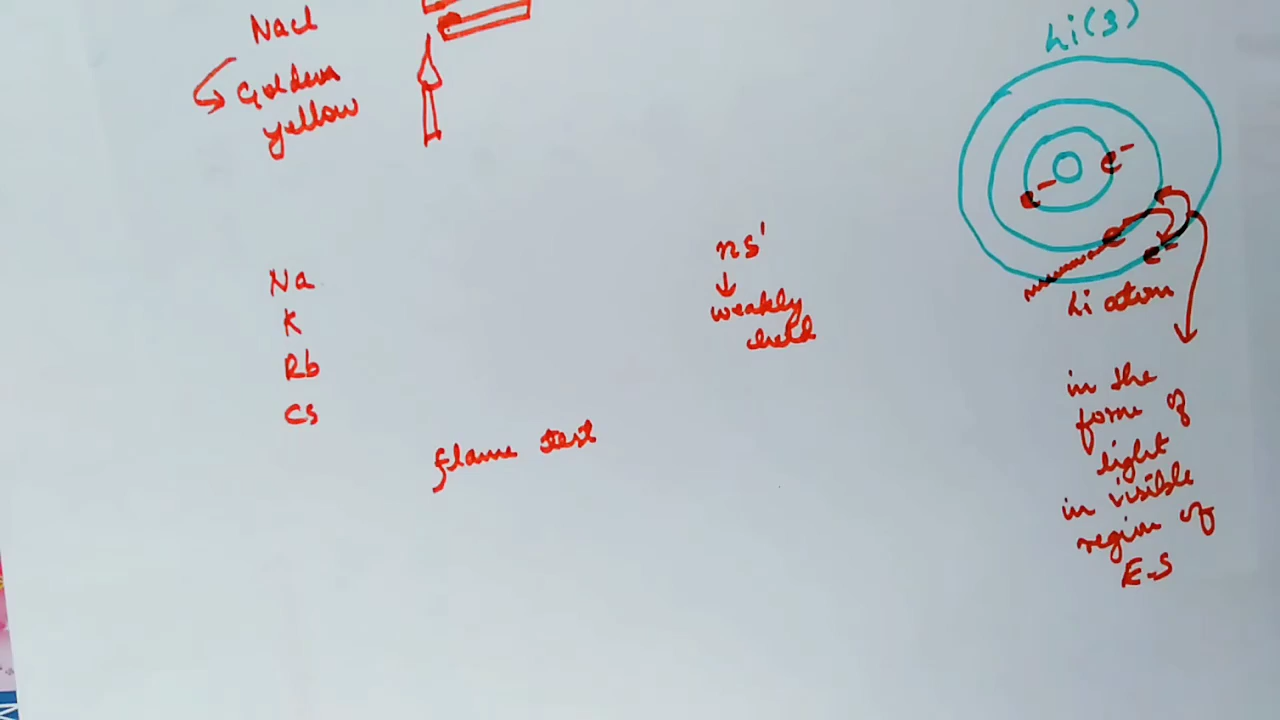 Nacl
Golden
yellow
Na
K
Rb
Cs
flame test
ns¹
weakly
held
Li(3)
e⁻
e⁻
e
e⁻
Li atom
in the
form of
light
in visible
region of
E.S